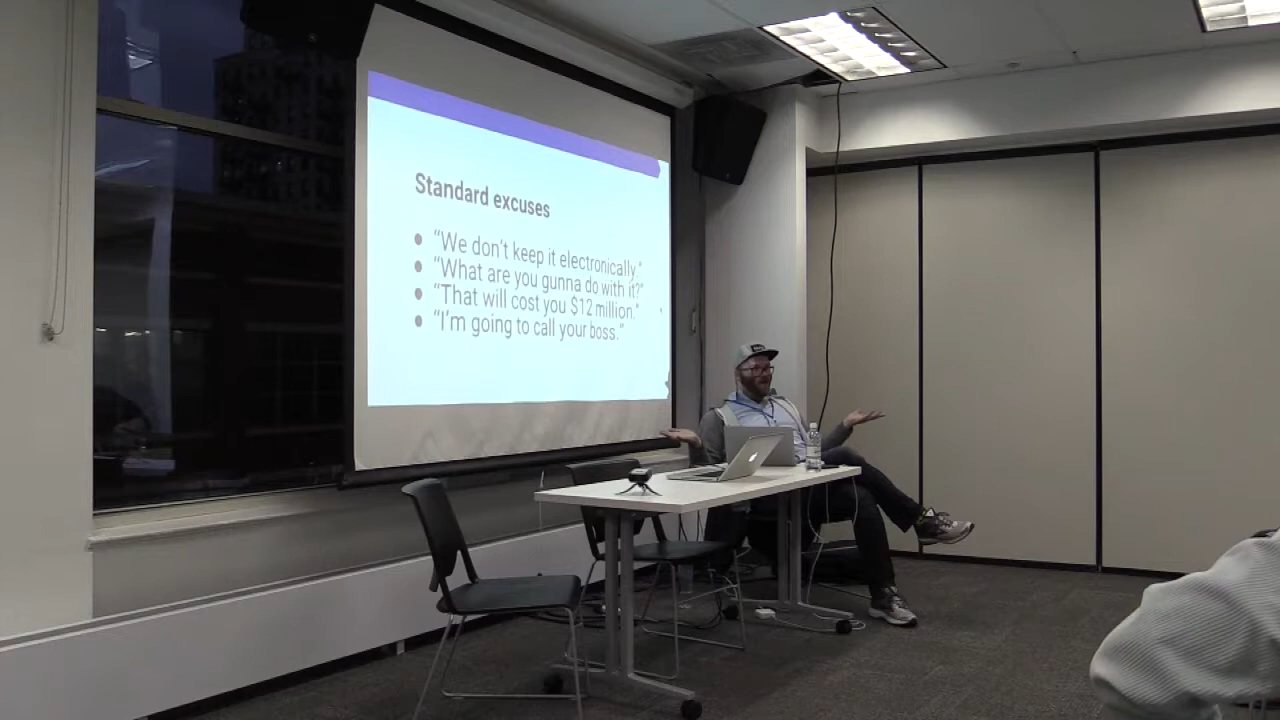 Standard excuses
“We don’t keep it electronically.”
“What are you gunna do with it?”
“That will cost you $12 million.”
“I’m going to call your boss.”